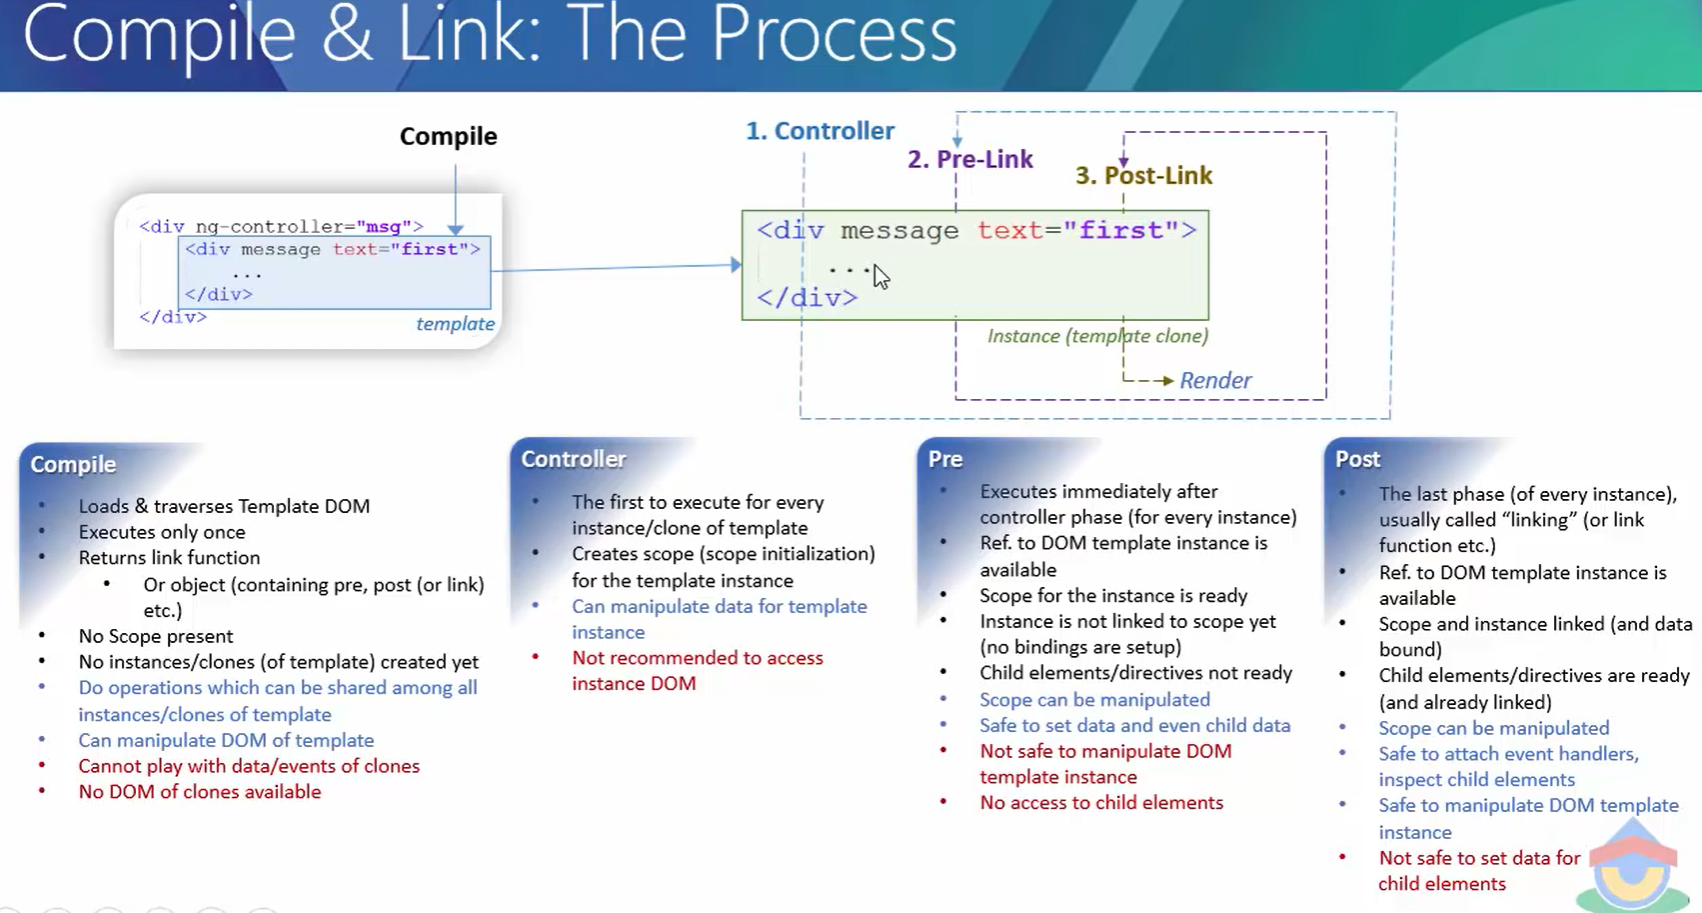 Compile & Link: The Process
Compile
<div ng-controller="msg">
<div message text="first">
...
</div>
</div>
template
1. Controller
2. Pre-Link
3. Post-Link
<div message text="first">
...
</div>
Instance (template clone)
Render
Compile
• Loads & traverses Template DOM
• Executes only once
• Returns link function
• Or object (containing pre, post (or link)
etc.)
• No Scope present
• No instances/clones (of template) created yet
• Do operations which can be shared among all
instances/clones of template
• Can manipulate DOM of template
• Cannot play with data/events of clones
• No DOM of clones available
Controller
• The first to execute for every
instance/clone of template
• Creates scope (scope initialization)
for the template instance
• Can manipulate data for template
instance
• Not recommended to access
instance DOM
Pre
• Executes immediately after
controller phase (for every instance)
• Ref. to DOM template instance is
available
• Scope for the instance is ready
• Instance is not linked to scope yet
(no bindings are setup)
• Child elements/directives not ready
• Scope can be manipulated
• Safe to set data and even child data
• Not safe to manipulate DOM
template instance
• No access to child elements
Post
• The last phase (of every instance),
usually called “linking” (or link
function etc.)
• Ref. to DOM template instance is
available
• Scope and instance linked (and data
bound)
• Child elements/directives are ready
(and already linked)
• Scope can be manipulated
• Safe to attach event handlers,
inspect child elements
• Safe to manipulate DOM template
instance
• Not safe to set data for
child elements